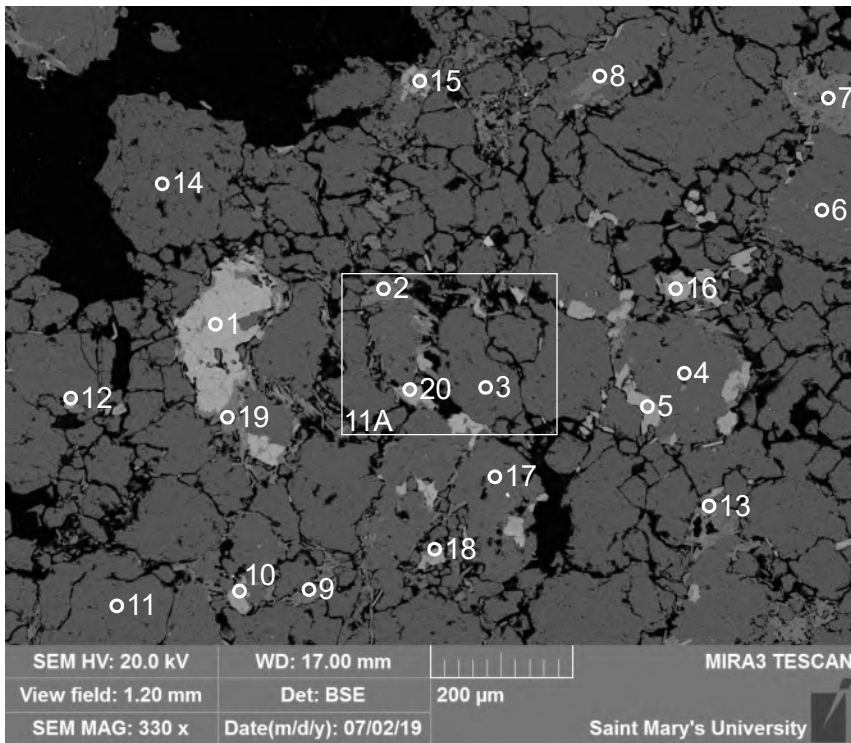 15
8
7
14
6
2
16
1
4
3
20
5
12
11A
19
17
13
18
10
9
11
SEM HV: 20.0 kV
WD: 17.00 mm
MIRA3 TESCAN
View field: 1.20 mm
Det: BSE
200 µm
SEM MAG: 330 x
Date(m/d/y): 07/02/19
Saint Mary's University